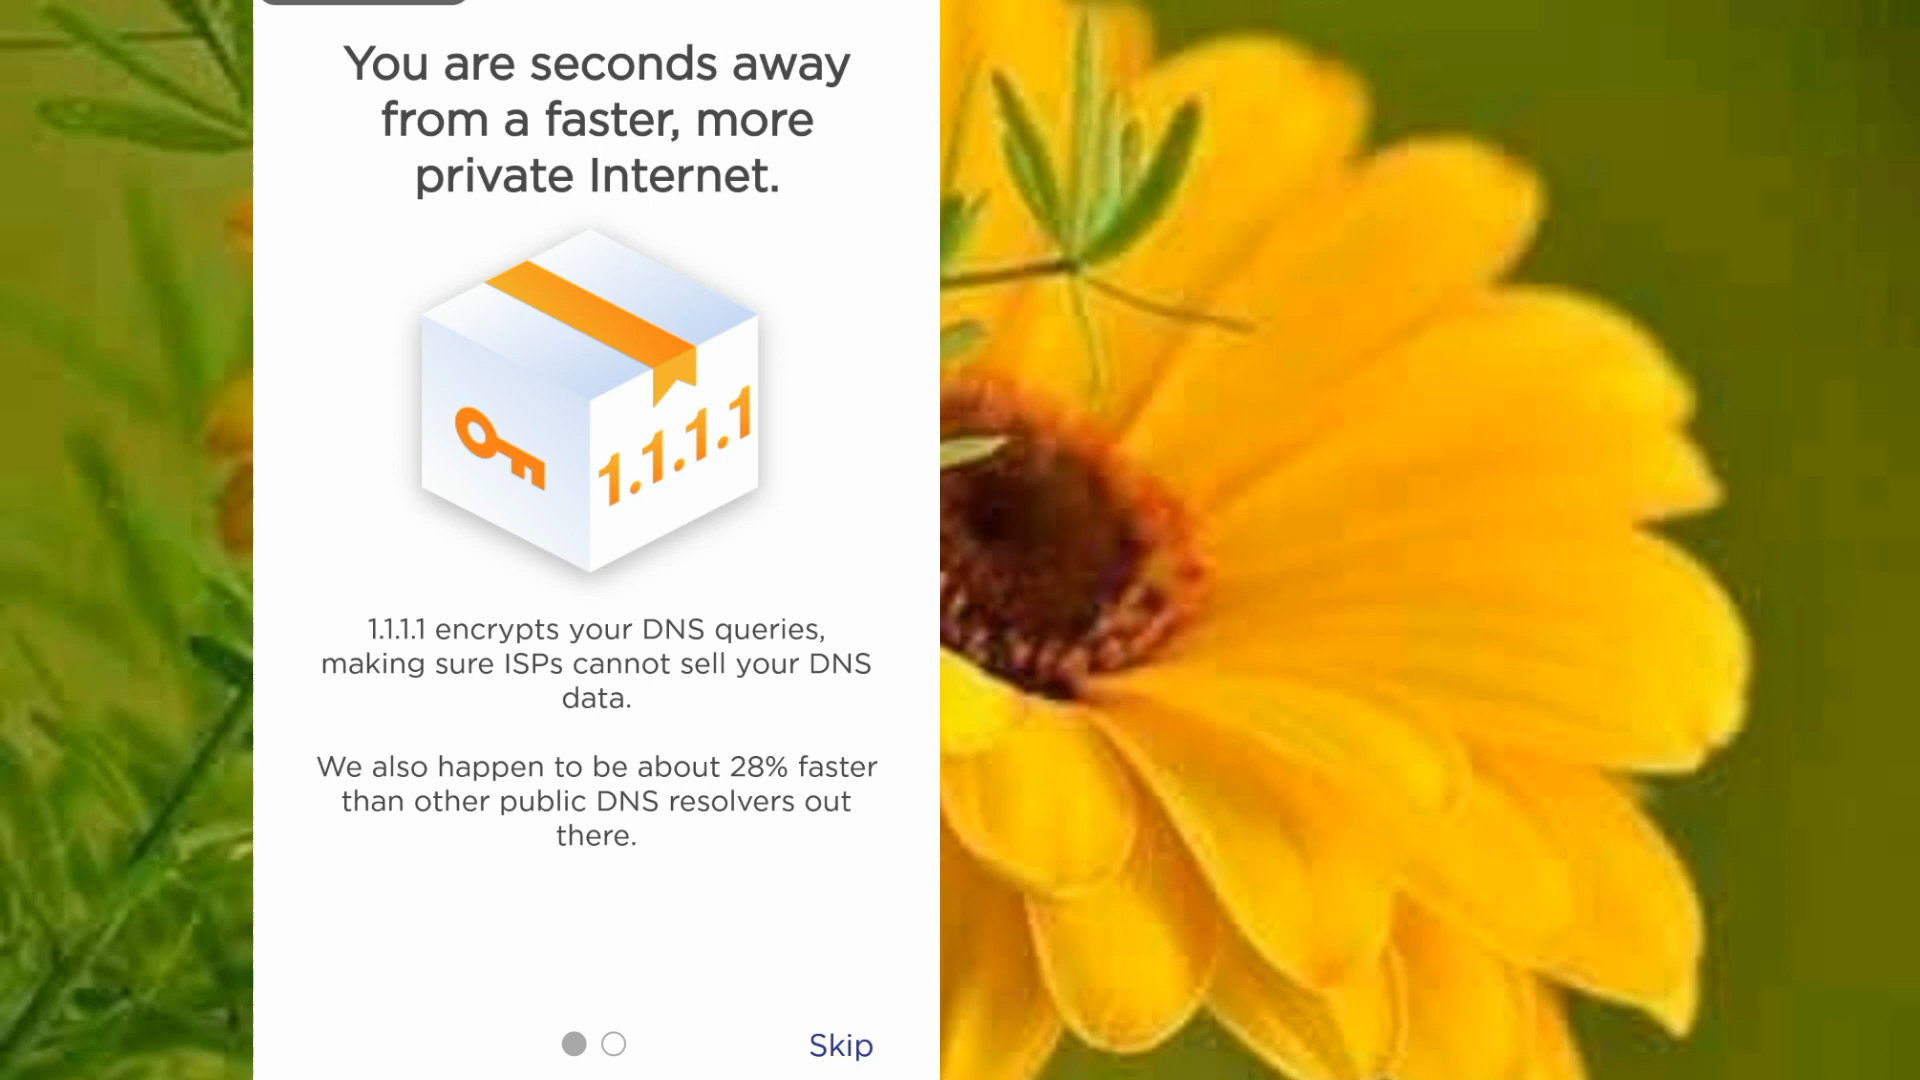 You are seconds away
from a faster, more
private Internet.
1.1.1.1
1.1.1.1 encrypts your DNS queries,
making sure ISPs cannot sell your DNS
data.
We also happen to be about 28% faster
than other public DNS resolvers out
there.
Skip